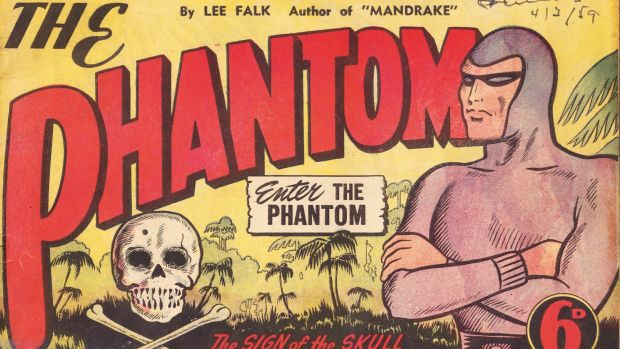 THE
By LEE FALK Author of "MANDRAKE"
4/3/59
PHANTOM
Enter THE
PHANTOM
6D
The SIGN of the SKULL